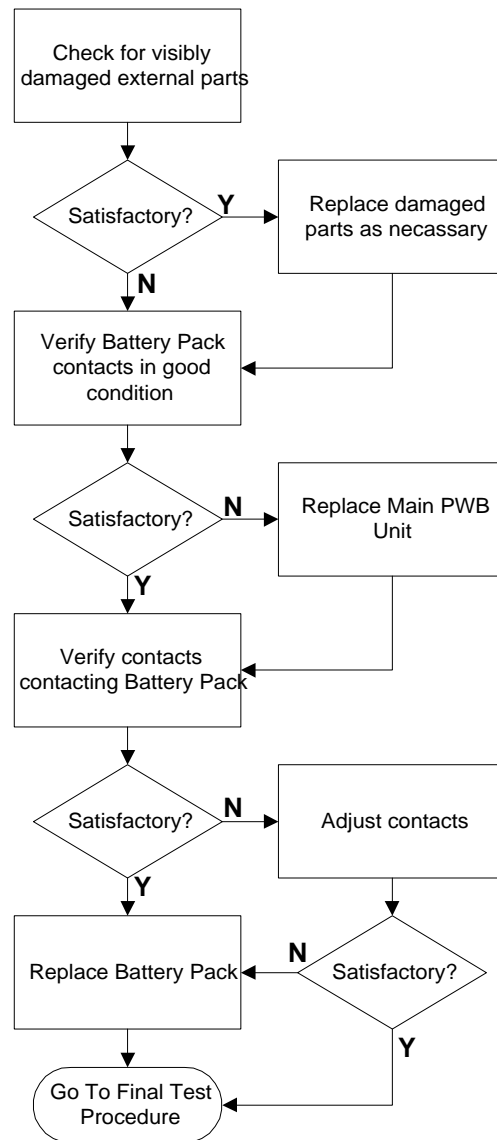 Check for visibly
damaged external parts
Satisfactory?
Y
Replace damaged
parts as necassary
N
Verify Battery Pack
contacts in good
condition
Satisfactory?
N
Replace Main PWB
Unit
Y
Verify contacts
contacting Battery Pack
Satisfactory?
N
Adjust contacts
Y
Replace Battery Pack
N
Satisfactory?
Y
Go To Final Test
Procedure